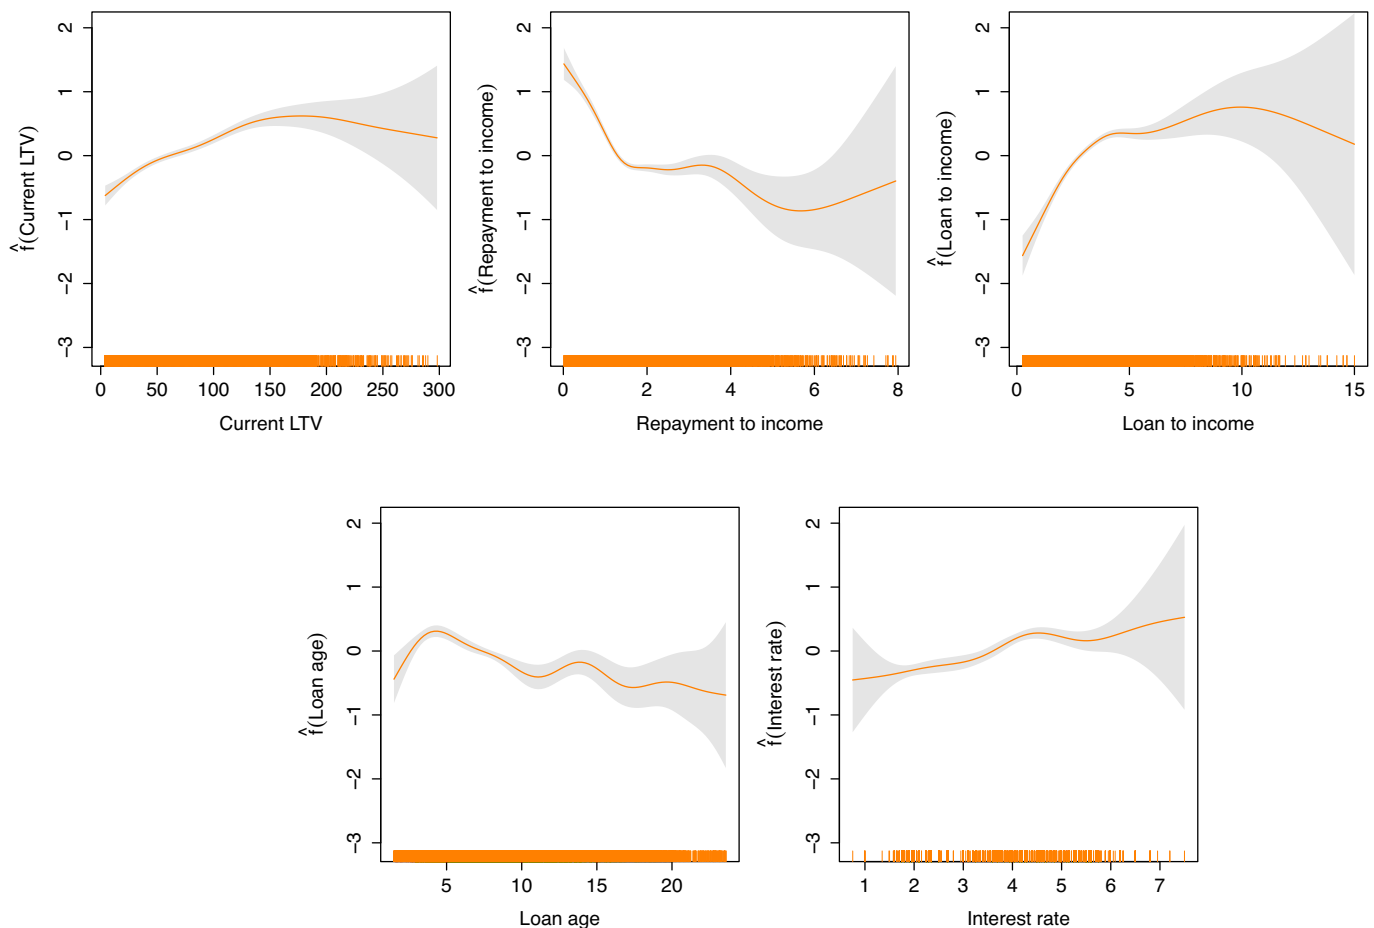 2
1
0
−1
−2
−3
f̂(Current LTV)
0 50 100 150 200 250 300
Current LTV
2
1
0
−1
−2
−3
f̂(Repayment to income)
0 2 4 6 8
Repayment to income
2
1
0
−1
−2
−3
f̂(Loan to income)
0 5 10 15
Loan to income
2
1
0
−1
−2
−3
f̂(Loan age)
5 10 15 20
Loan age
2
1
0
−1
−2
−3
f̂(Interest rate)
1 2 3 4 5 6 7
Interest rate